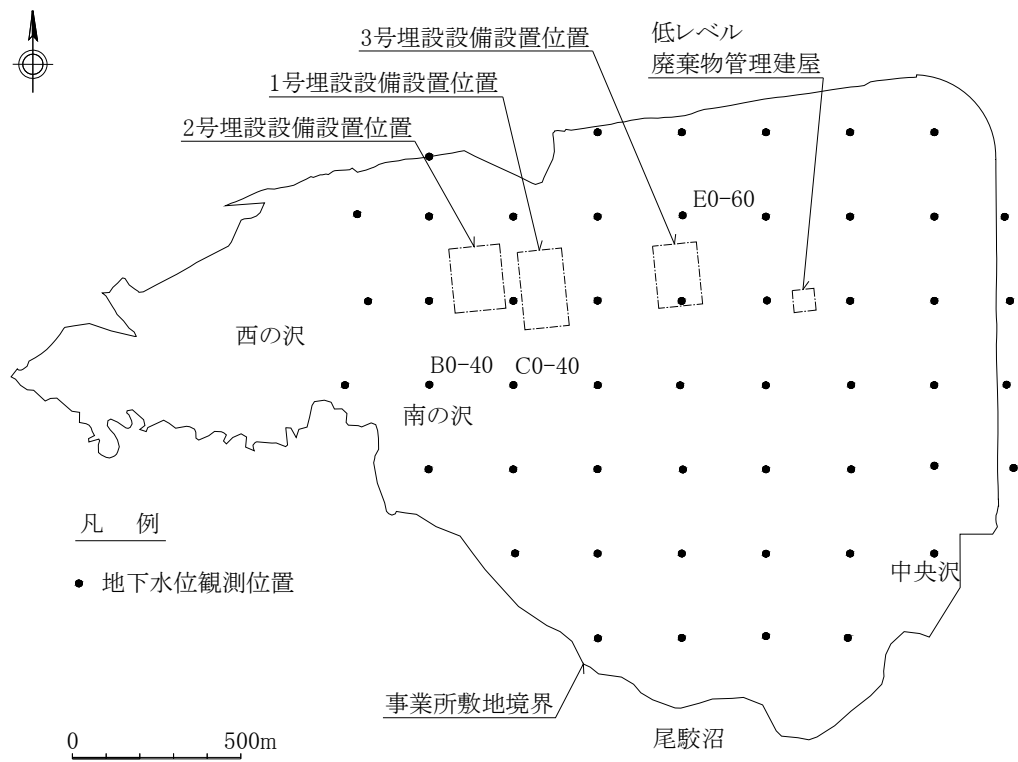 3号埋設設備設置位置
低レベル
廃棄物管理建屋
1号埋設設備設置位置
2号埋設設備設置位置
E0-60
西の沢
B0-40
C0-40
南の沢
凡 例
地下水位観測位置
中央沢
事業所敷地境界
尾駮沼
0 500m